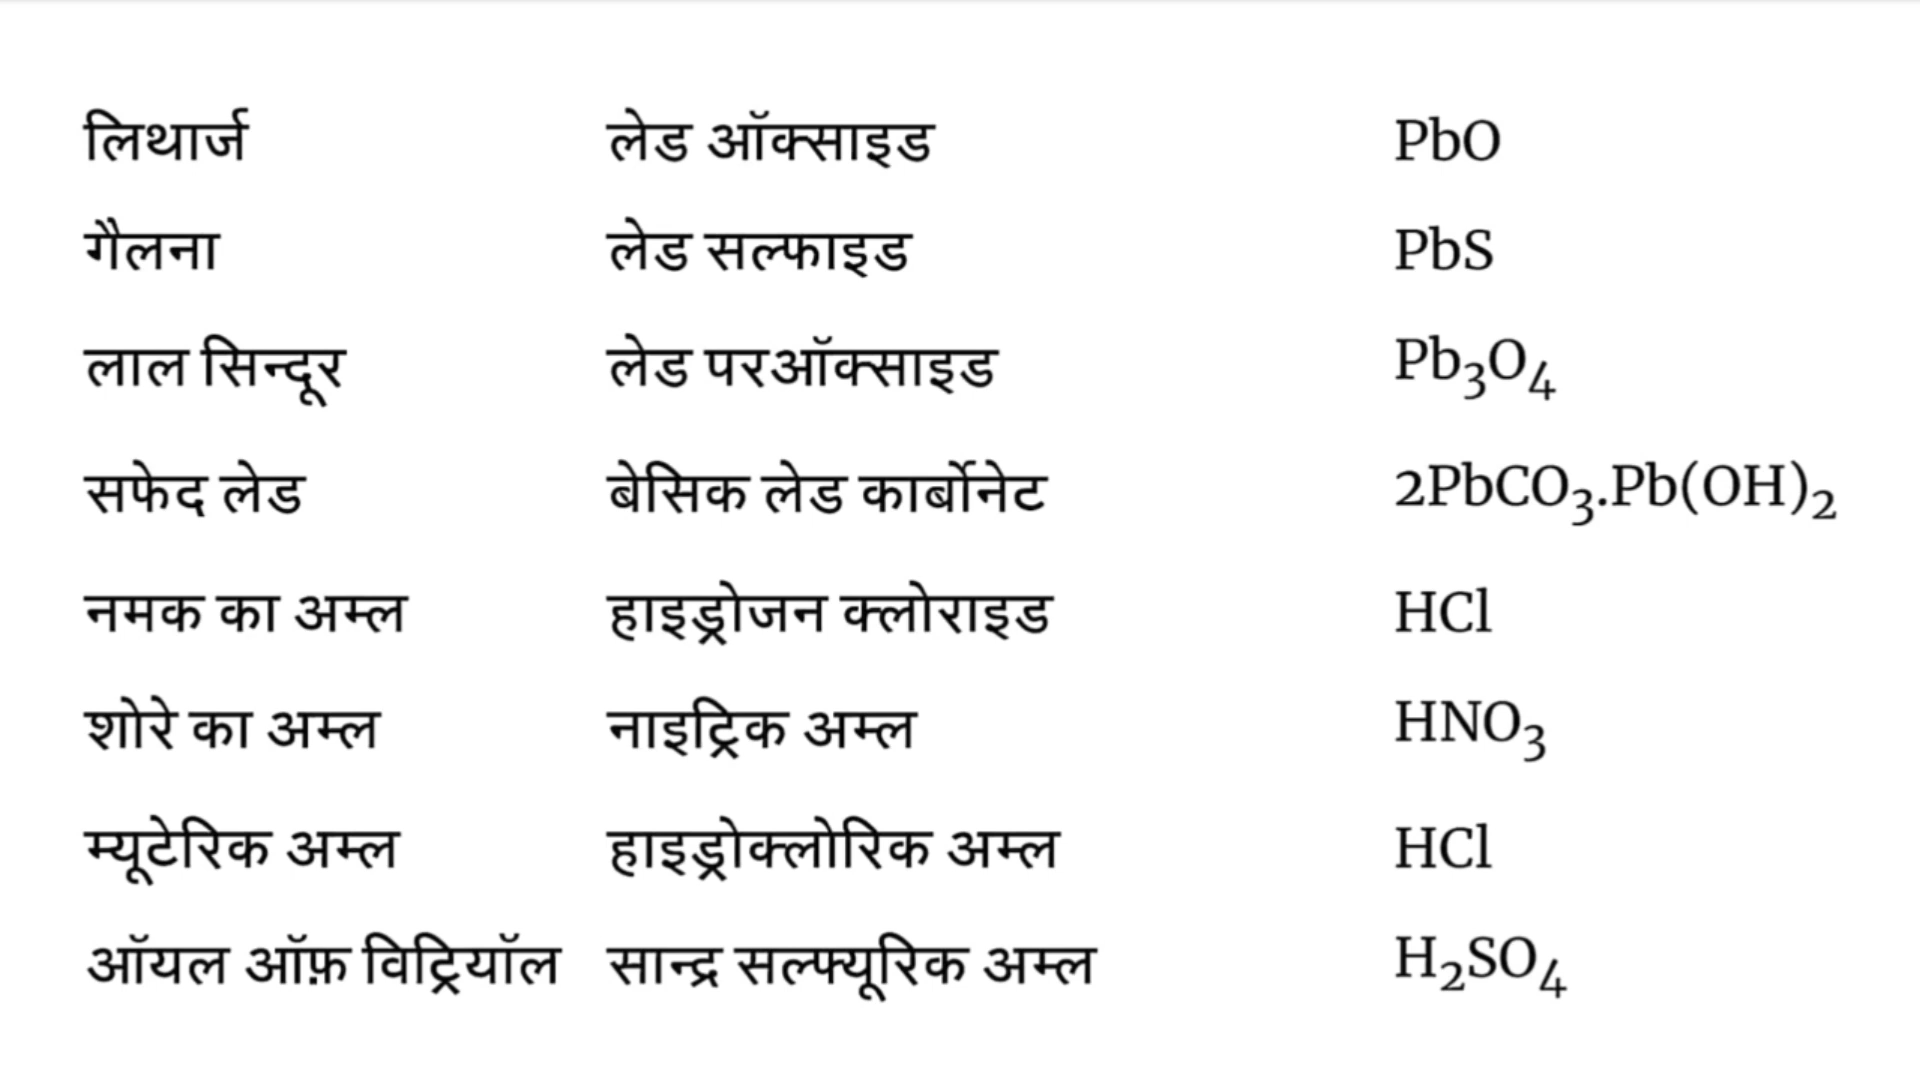 लिथार्ज लेड ऑक्साइड PbO
गैलना लेड सल्फाइड PbS
लाल सिन्दूर लेड परऑक्साइड Pb₃O₄
सफेद लेड बेसिक लेड कार्बोनेट 2PbCO₃.Pb(OH)₂
नमक का अम्ल हाइड्रोजन क्लोराइड HCl
शोरे का अम्ल नाइट्रिक अम्ल HNO₃
म्यूटेरिक अम्ल हाइड्रोक्लोरिक अम्ल HCl
ऑयल ऑफ़ विट्रियॉल सान्द्र सल्फ्यूरिक अम्ल H₂SO₄